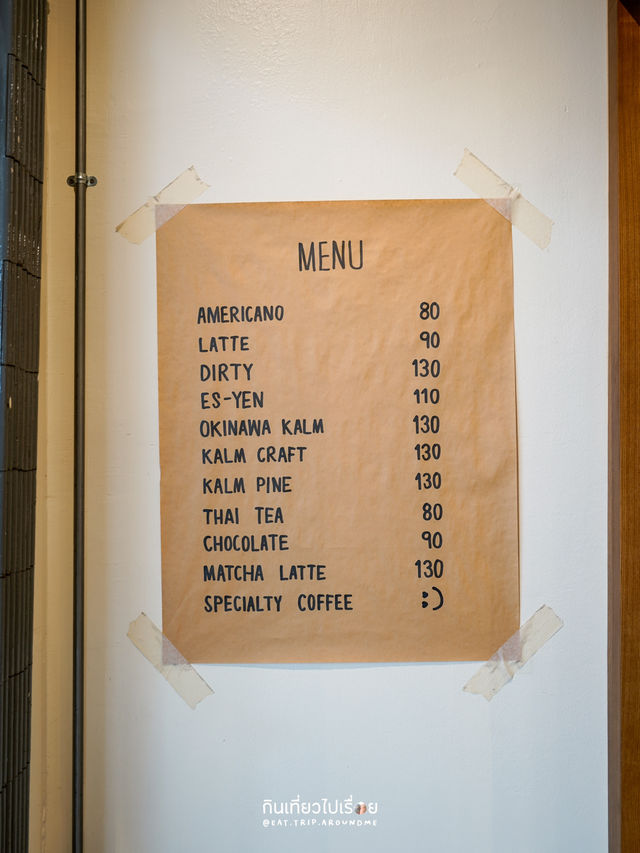 MENU
AMERICANO 80
LATTE 90
DIRTY 130
ES-YEN 110
OKINAWA KALM 130
KALM CRAFT 130
KALM PINE 130
THAI TEA 80
CHOCOLATE 90
MATCHA LATTE 130
SPECIALTY COFFEE :)
กินเที่ยวไปเรื่อย
@EAT.TRIP.AROUNDME